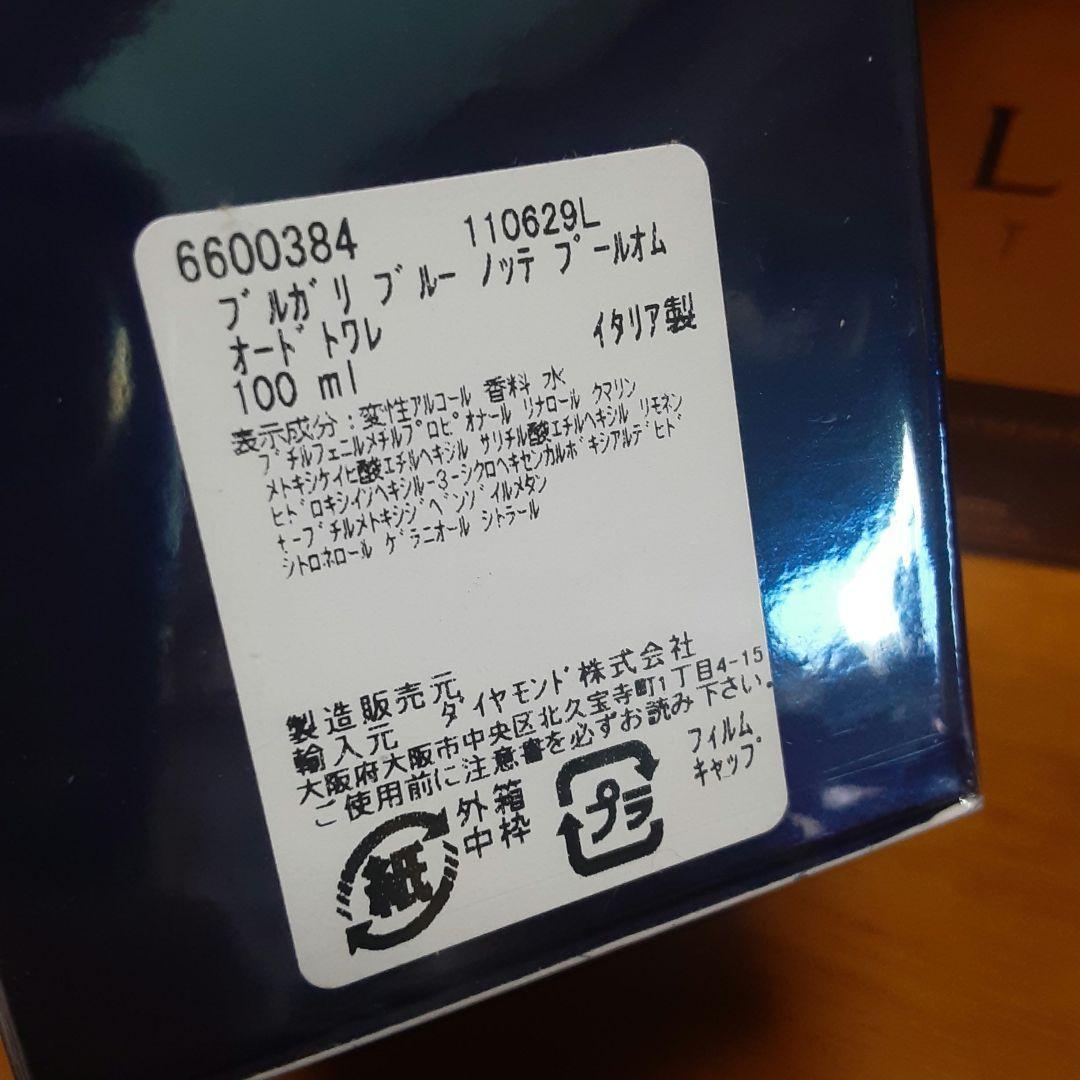 6600384 110629L
ブルガリ ブルー ノッテ プールオム
オードトワレ イタリア製
100 ml
表示成分：変性アルコール 香料 水
ブチルフェニルメチルプロピオナール リナロール クマリン
メトキシケイヒ酸エチルヘキシル サリチル酸エチルヘキシル リモネン
ヒドロキシイソヘキシル-3-シクロヘキセンカルボキシアルデヒド
t-ブチルメトキシジベンゾイルメタン
シトロネロール ゲラニオール シトラール
製造販売元
輸入元 ダイヤモンド株式会社
大阪府大阪市中央区北久宝寺町1丁目4-15
ご使用前に注意書を必ずお読み下さい。
紙 外箱
中枠
プラ フィルム
キャップ
L